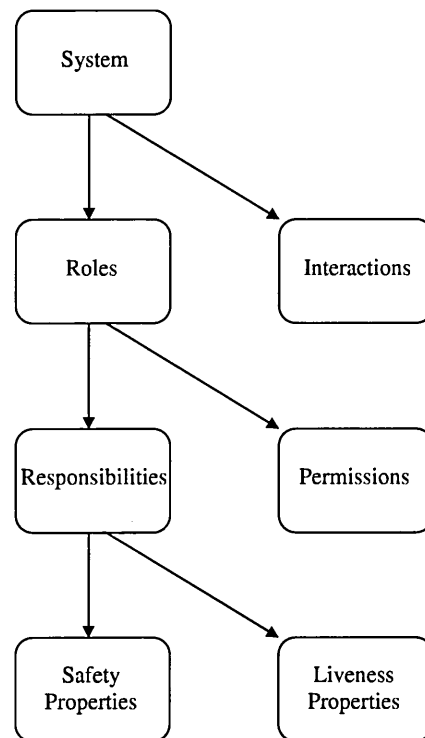 System
Roles
Interactions
Responsibilities
Permissions
Safety
Properties
Liveness
Properties